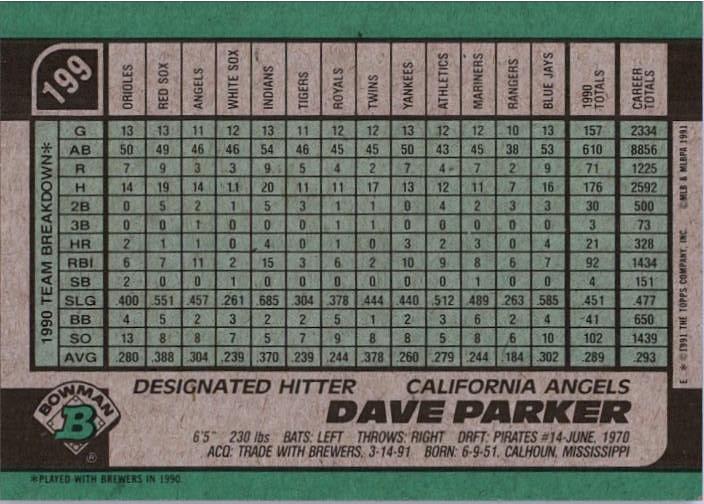 199
ORIOLES RED SOX ANGELS WHITE SOX INDIANS TIGERS ROYALS TWINS YANKEES ATHLETICS MARINERS RANGERS BLUE JAYS 1990 TOTALS CAREER TOTALS
1990 TEAM BREAKDOWN*
G 13 13 11 12 13 11 12 12 13 12 12 10 13 157 2334
AB 50 49 46 46 54 46 45 45 50 43 45 38 53 610 8856
R 7 9 3 3 9 5 4 2 7 4 7 2 9 71 1225
H 14 19 14 11 20 11 11 17 13 12 11 7 16 176 2592
2B 0 5 2 1 5 3 1 1 0 4 2 3 3 30 500
3B 0 0 1 0 0 0 1 1 0 0 0 0 0 3 73
HR 2 1 1 0 4 0 1 0 3 2 3 0 4 21 328
RBI 6 7 11 2 15 3 6 2 10 9 8 6 7 92 1434
SB 2 0 0 1 0 0 0 0 0 0 1 0 0 4 151
SLG .400 .551 .457 .261 .685 .304 .378 .444 .440 .512 .489 .263 .585 .451 .477
BB 4 5 2 3 2 2 5 1 2 3 6 2 4 41 650
SO 13 8 8 7 5 7 9 8 8 5 8 6 10 102 1439
AVG .280 .388 .304 .239 .370 .239 .244 .378 .260 .279 .244 .184 .302 .289 .293
E * ©1991 THE TOPPS COMPANY, INC. ©MLB & MLBPA 1991
BOWMAN
B
®
DESIGNATED HITTER CALIFORNIA ANGELS
DAVE PARKER
6'5" 230 lbs BATS: LEFT THROWS: RIGHT DRFT: PIRATES #14-JUNE, 1970
ACQ: TRADE WITH BREWERS, 3-14-91 BORN: 6-9-51, CALHOUN, MISSISSIPPI
*PLAYED WITH BREWERS IN 1990.